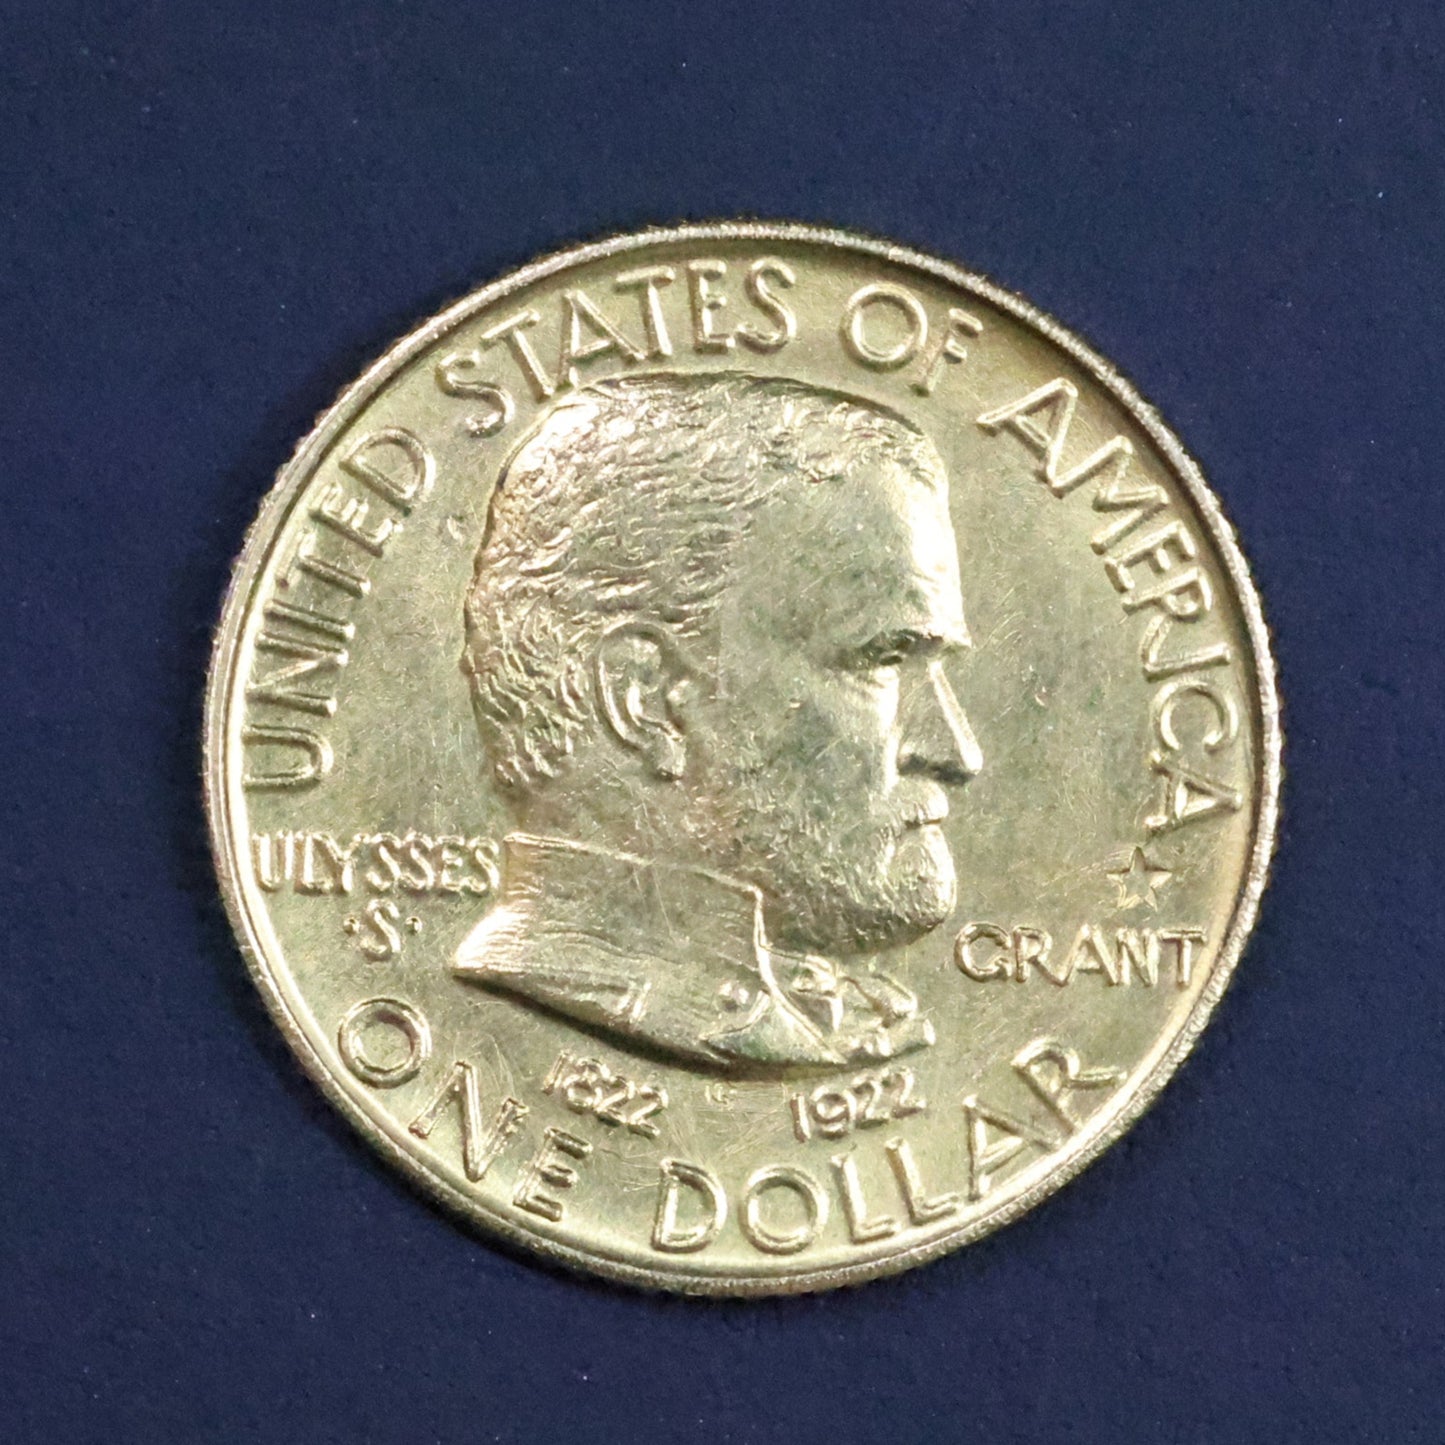 UNITED STATES OF AMERICA
ULYSSES
·S·
GRANT
1822 G 1922
ONE DOLLAR